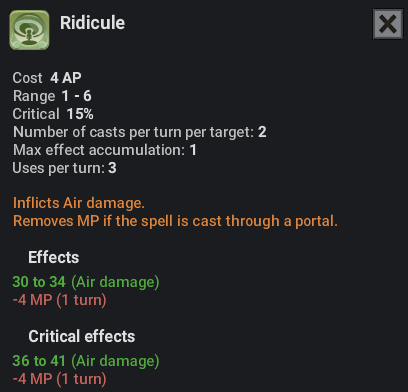 Ridicule
Cost 4 AP
Range 1 - 6
Critical 15%
Number of casts per turn per target: 2
Max effect accumulation: 1
Uses per turn: 3
Inflicts Air damage.
Removes MP if the spell is cast through a portal.
Effects
30 to 34 (Air damage)
-4 MP (1 turn)
Critical effects
36 to 41 (Air damage)
-4 MP (1 turn)